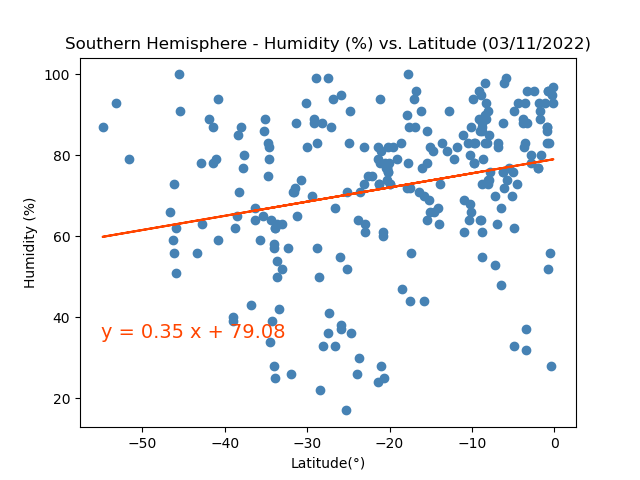 Southern Hemisphere - Humidity (%) vs. Latitude (03/11/2022)
100
80
60
40
20
Humidity (%)
y = 0.35 x + 79.08
−50
−40
−30
−20
−10
0
Latitude(°)